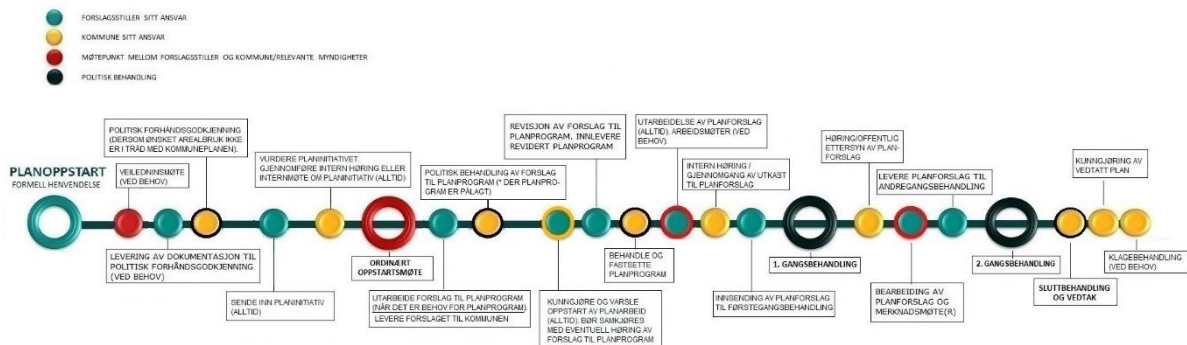 FORSLAGSSTILLER SITT ANSVAR
KOMMUNE SITT ANSVAR
MØTEPUNKT MELLOM FORSLAGSSTILLER OG KOMMUNE/RELEVANTE MYNDIGHETER
POLITISK BEHANDLING
PLANOPPSTART
FORMELL HENVENDELSE
VEILEDNINSMØTE
(VED BEHOV)
LEVERING AV DOKUMENTASJON TIL
POLITISK FORHÅNDSGODKJENNING
(VED BEHOV)
POLITISK FORHÅNDSGODKJENNING
(DERSOM ØNSKET AREALBRUK IKKE
ER I TRÅD MED KOMMUNEPLANEN).
SENDE INN PLANINITIATIV
(ALLTID)
VURDERE PLANINITIAVET.
GJENNOMFØRE INTERN HØRING ELLER
INTERNMØTE OM PLANINITIATIV (ALLTID)
ORDINÆRT
OPPSTARTSMØTE
UTARBEIDE FORSLAG TIL PLANPROGRAM
(NÅR DET ER BEHOV FOR PLANPROGRAM).
LEVERE FORSLAGET TIL KOMMUNEN
POLITISK BEHANDLING AV FORSLAG
TIL PLANPROGRAM (* DER PLANPRO-
GRAM ER PÅLAGT)
KUNNGJØRE OG VARSLE
OPPSTART AV PLANARBEID
(ALLTID). BØR SAMKJØRES
MED EVENTUELL HØRING AV
FORSLAG TIL PLANPROGRAM
REVISJON AV FORSLAG TIL
PLANPROGRAM, INNLEVERE
REVIDERT PLANPROGRAM
BEHANDLE OG
FASTSETTE
PLANPROGRAM
UTARBEIDELSE AV PLANFORSLAG
(ALLTID). ARBEIDSMØTER (VED
BEHOV).
INTERN HØRING /
GJENNOMGANG AV UTKAST
TIL PLANFORSLAG
INNSENDING AV PLANFORSLAG
TIL FØRSTEGANGSBEHANDLING
1. GANGSBEHANDLING
HØRING/OFFENTLIG
ETTERSYN AV PLAN-
FORSLAG
BEARBEIDING AV
PLANFORSLAG OG
MERKNADSMØTE(R)
LEVERE PLANFORSLAG TIL
ANDREGANGSBEHANDLING
2. GANGSBEHANDLING
SLUTTBEHANDLING
OG VEDTAK
KUNNGJØRING AV
VEDTATT PLAN
KLAGEBEHANDLING
(VED BEHOV)